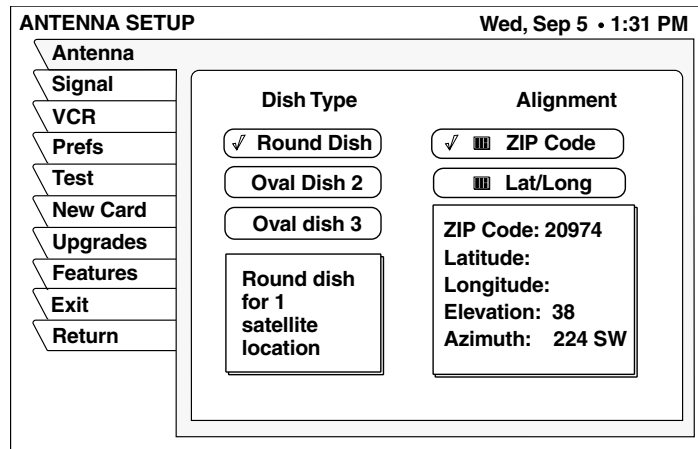 ANTENNA SETUP
Wed, Sep 5 • 1:31 PM
Antenna
Signal
VCR
Prefs
Test
New Card
Upgrades
Features
Exit
Return
Dish Type
√ Round Dish
Oval Dish 2
Oval dish 3
Round dish
for 1
satellite
location
Alignment
√ ZIP Code
Lat/Long
ZIP Code: 20974
Latitude:
Longitude:
Elevation: 38
Azimuth: 224 SW